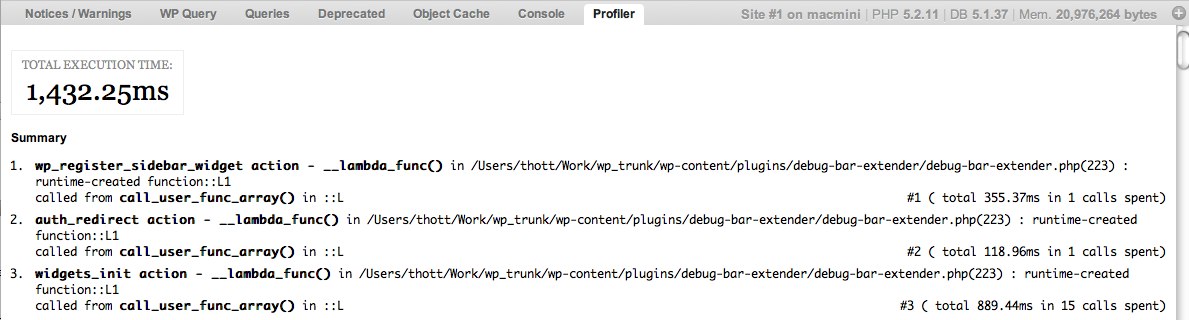 Notices / Warnings WP Query Queries Deprecated Object Cache Console Profiler Site #1 on macmini | PHP 5.2.11 | DB 5.1.37 | Mem. 20,976,264 bytes
TOTAL EXECUTION TIME:
1,432.25ms
Summary
1. wp_register_sidebar_widget action - __lambda_func() in /Users/thott/Work/wp_trunk/wp-content/plugins/debug-bar-extender/debug-bar-extender.php(223) :
runtime-created function::L1
called from call_user_func_array() in ::L #1 ( total 355.37ms in 1 calls spent)
2. auth_redirect action - __lambda_func() in /Users/thott/Work/wp_trunk/wp-content/plugins/debug-bar-extender/debug-bar-extender.php(223) : runtime-created
function::L1
called from call_user_func_array() in ::L #2 ( total 118.96ms in 1 calls spent)
3. widgets_init action - __lambda_func() in /Users/thott/Work/wp_trunk/wp-content/plugins/debug-bar-extender/debug-bar-extender.php(223) : runtime-created
function::L1
called from call_user_func_array() in ::L #3 ( total 889.44ms in 15 calls spent)